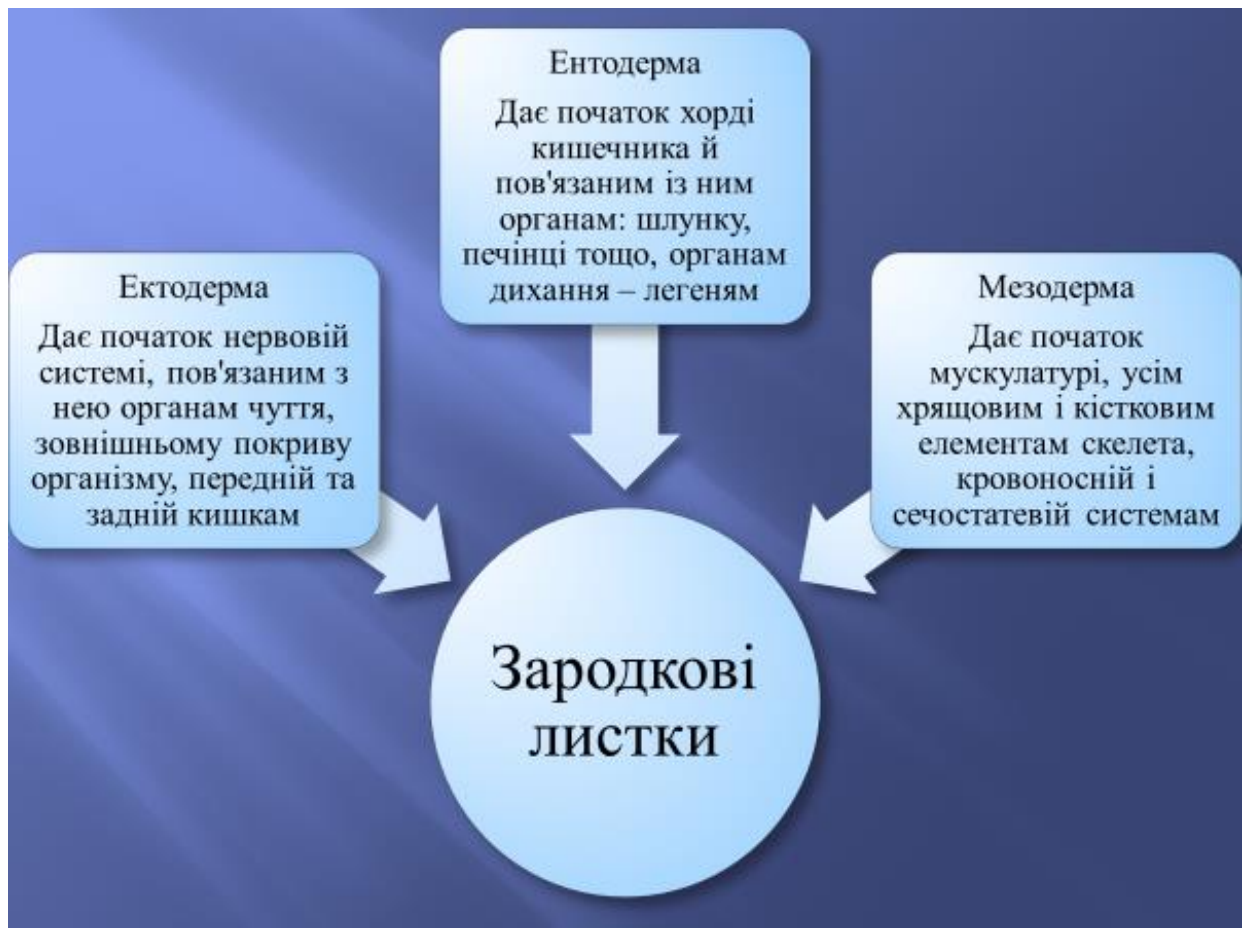 Ентодерма
Дає початок хорді
кишечника й
пов'язаним із ним
органам: шлунку,
печінці тощо, органам
дихання – легеням
Ектодерма
Дає початок нервовій
системі, пов'язаним з
нею органам чуття,
зовнішньому покриву
організму, передній та
задній кишкам
Мезодерма
Дає початок
мускулатурі, усім
хрящовим і кістковим
елементам скелета,
кровоносній і
сечостатевій системам
Зародкові
листки